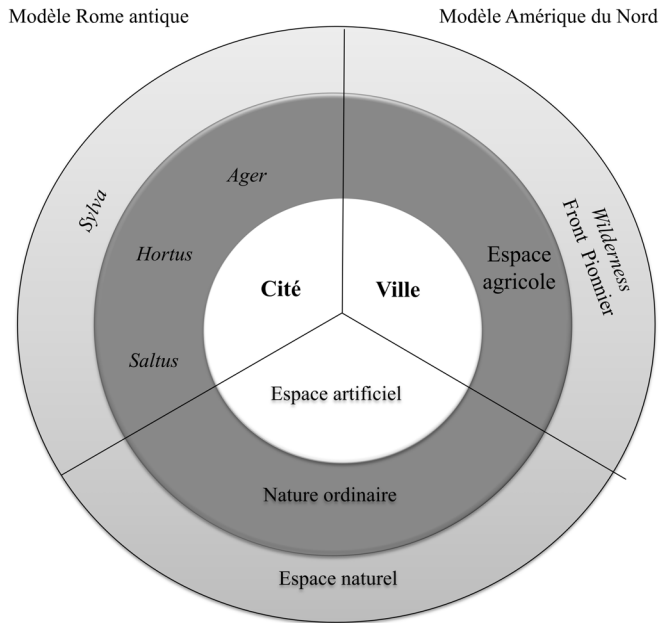 Modèle Rome antique
Modèle Amérique du Nord
Sylva
Ager
Hortus
Saltus
Cité
Ville
Espace
agricole
Wilderness
Front Pionnier
Espace artificiel
Nature ordinaire
Espace naturel